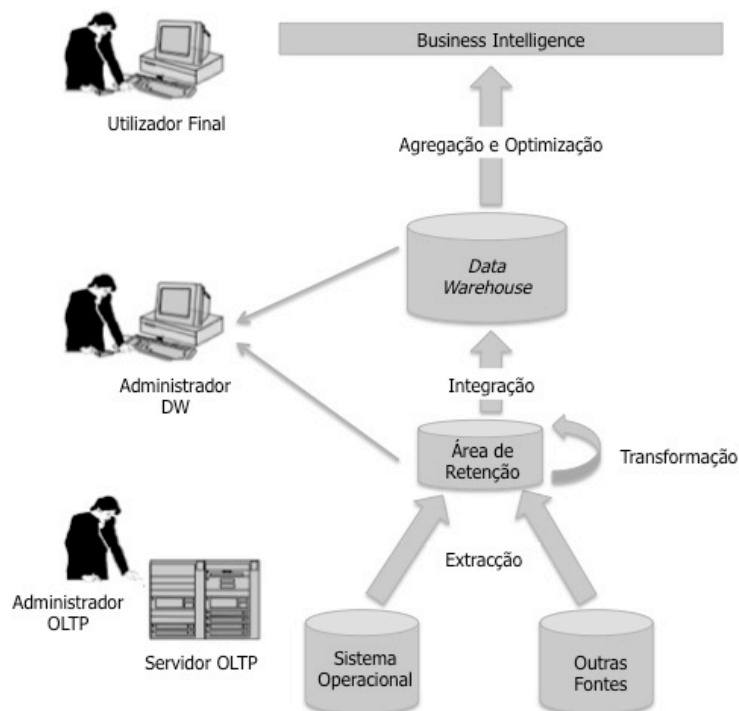 Business Intelligence
Utilizador Final
Agregação e Optimização
Data
Warehouse
Administrador
DW
Integração
Área de
Retenção
Transformação
Extracção
Administrador
OLTP
Servidor OLTP
Sistema
Operacional
Outras
Fontes